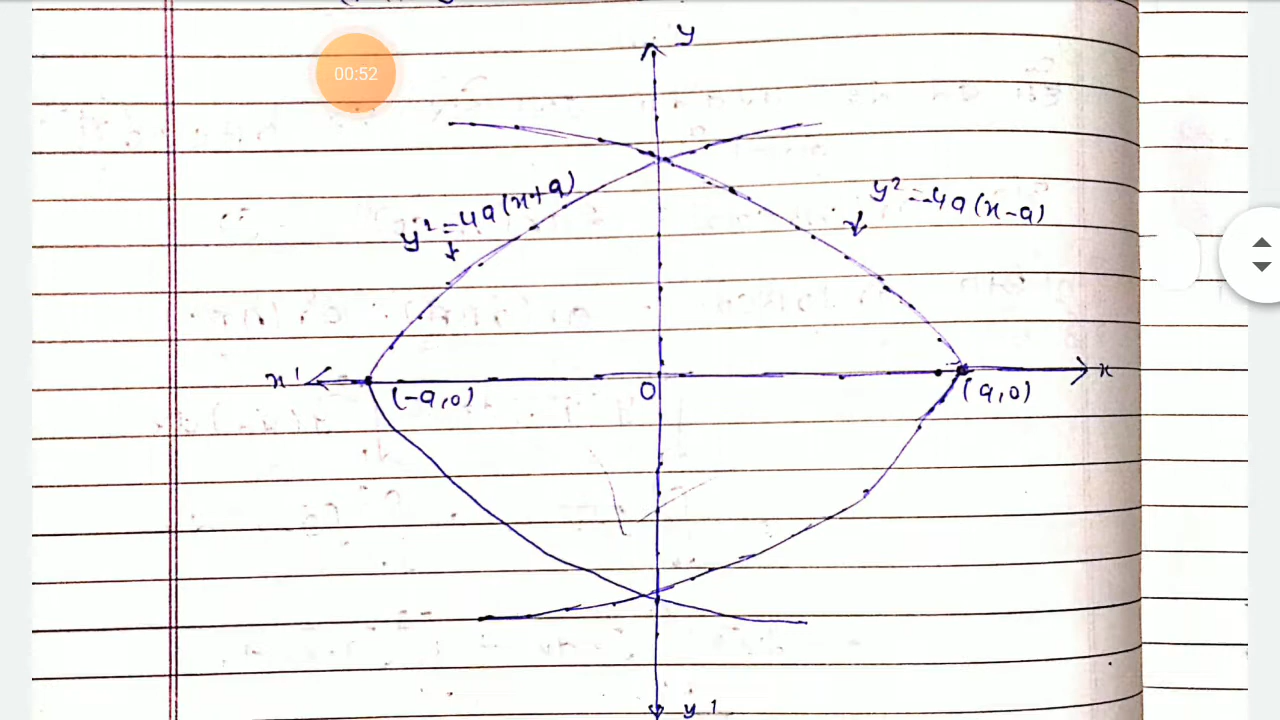 00:52
y
y² = 4a(x+a)
y² = -4a(x-a)
x'
x
(-a,0)
O
(a,0)
y'